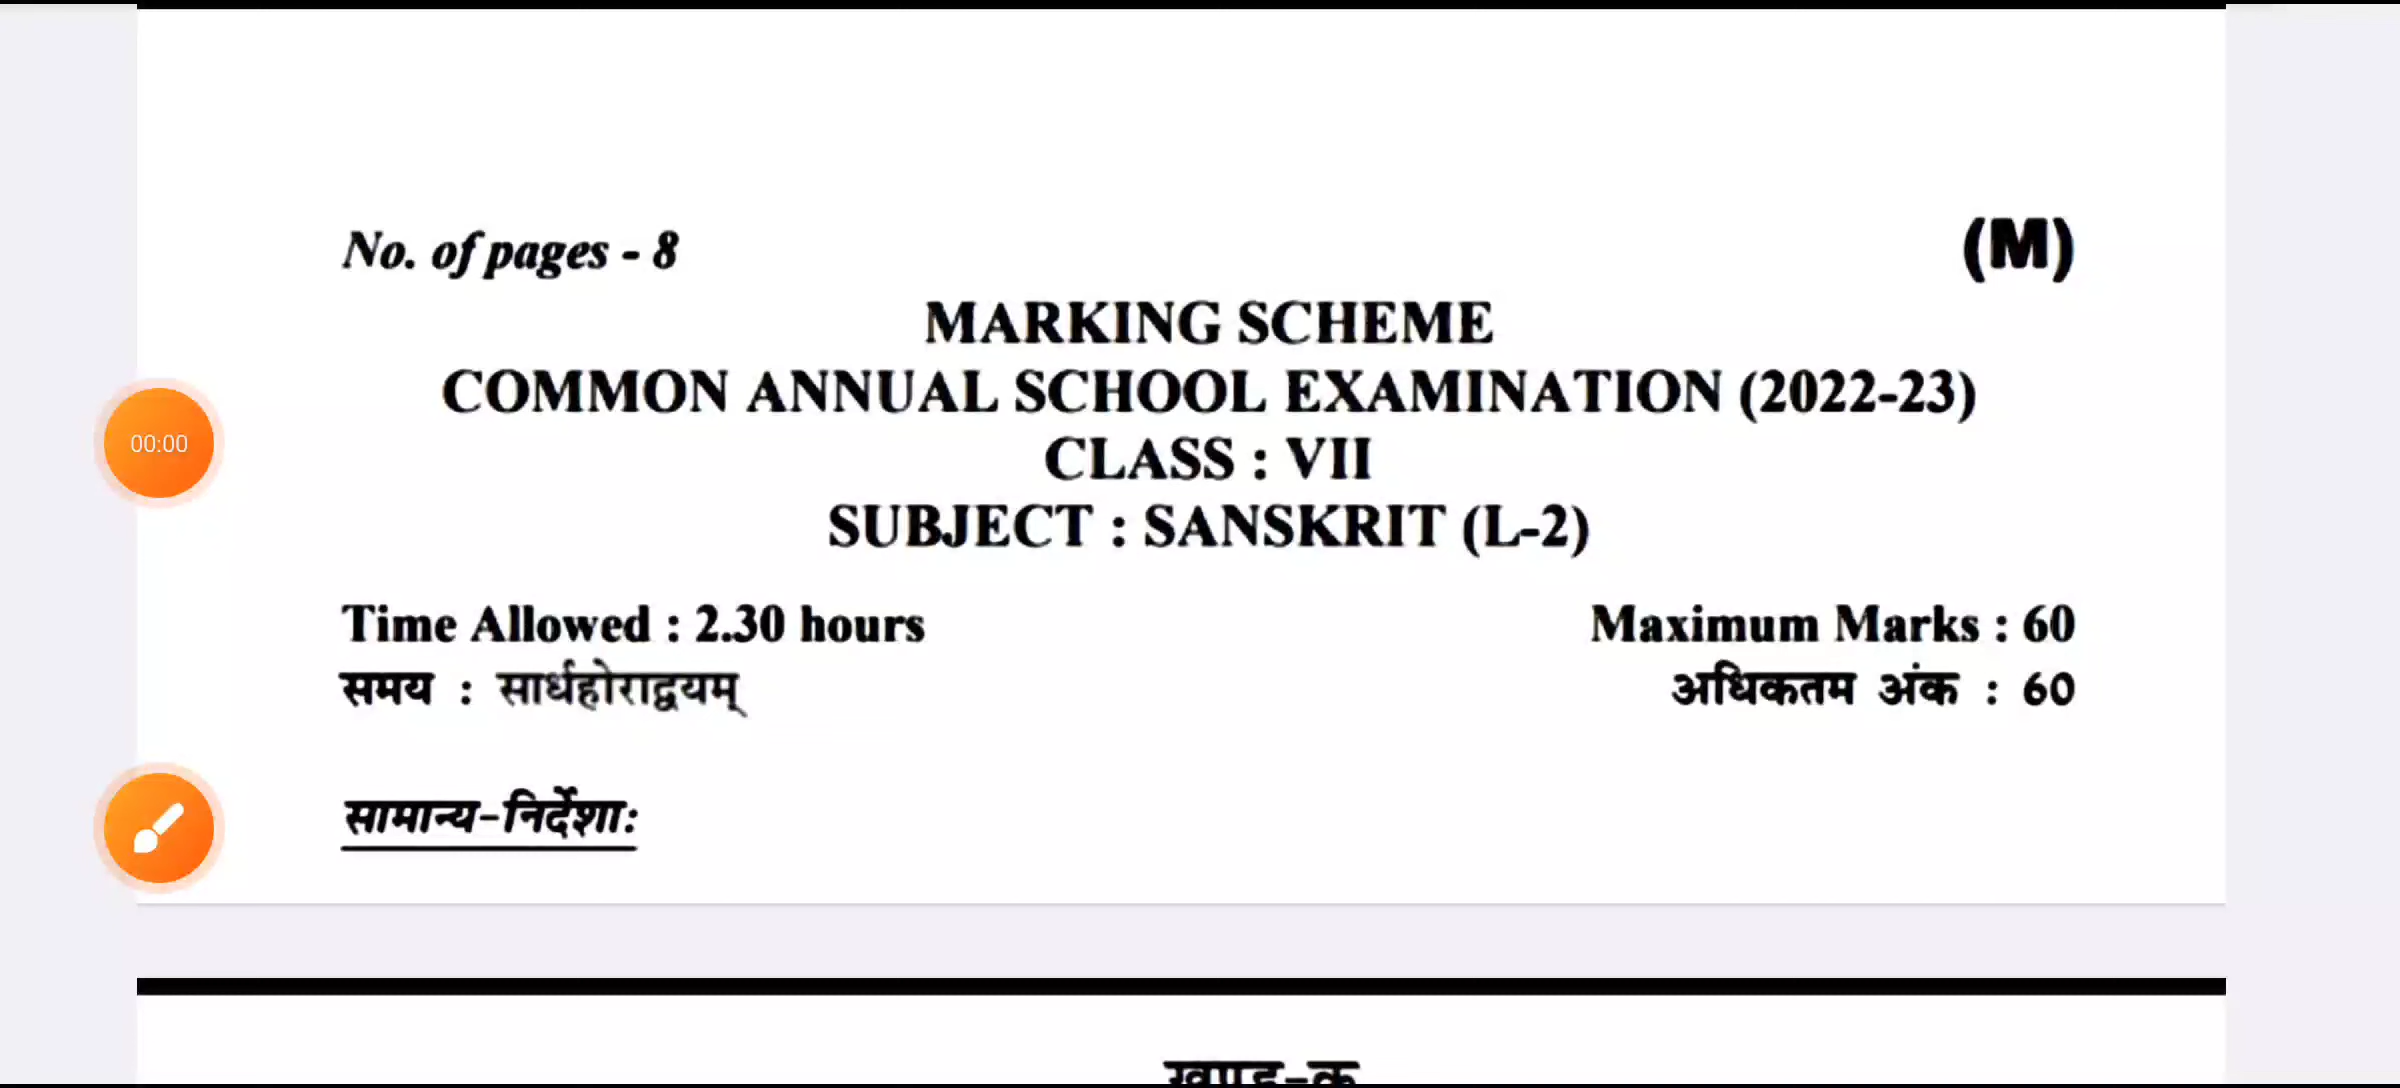 No. of pages - 8
(M)
MARKING SCHEME
COMMON ANNUAL SCHOOL EXAMINATION (2022-23)
CLASS : VII
SUBJECT : SANSKRIT (L-2)
Time Allowed : 2.30 hours
Maximum Marks : 60
समय : सार्धहोराद्वयम्
अधिकतम अंक : 60
00:00
सामान्य-निर्देशाः
खण्ड-क